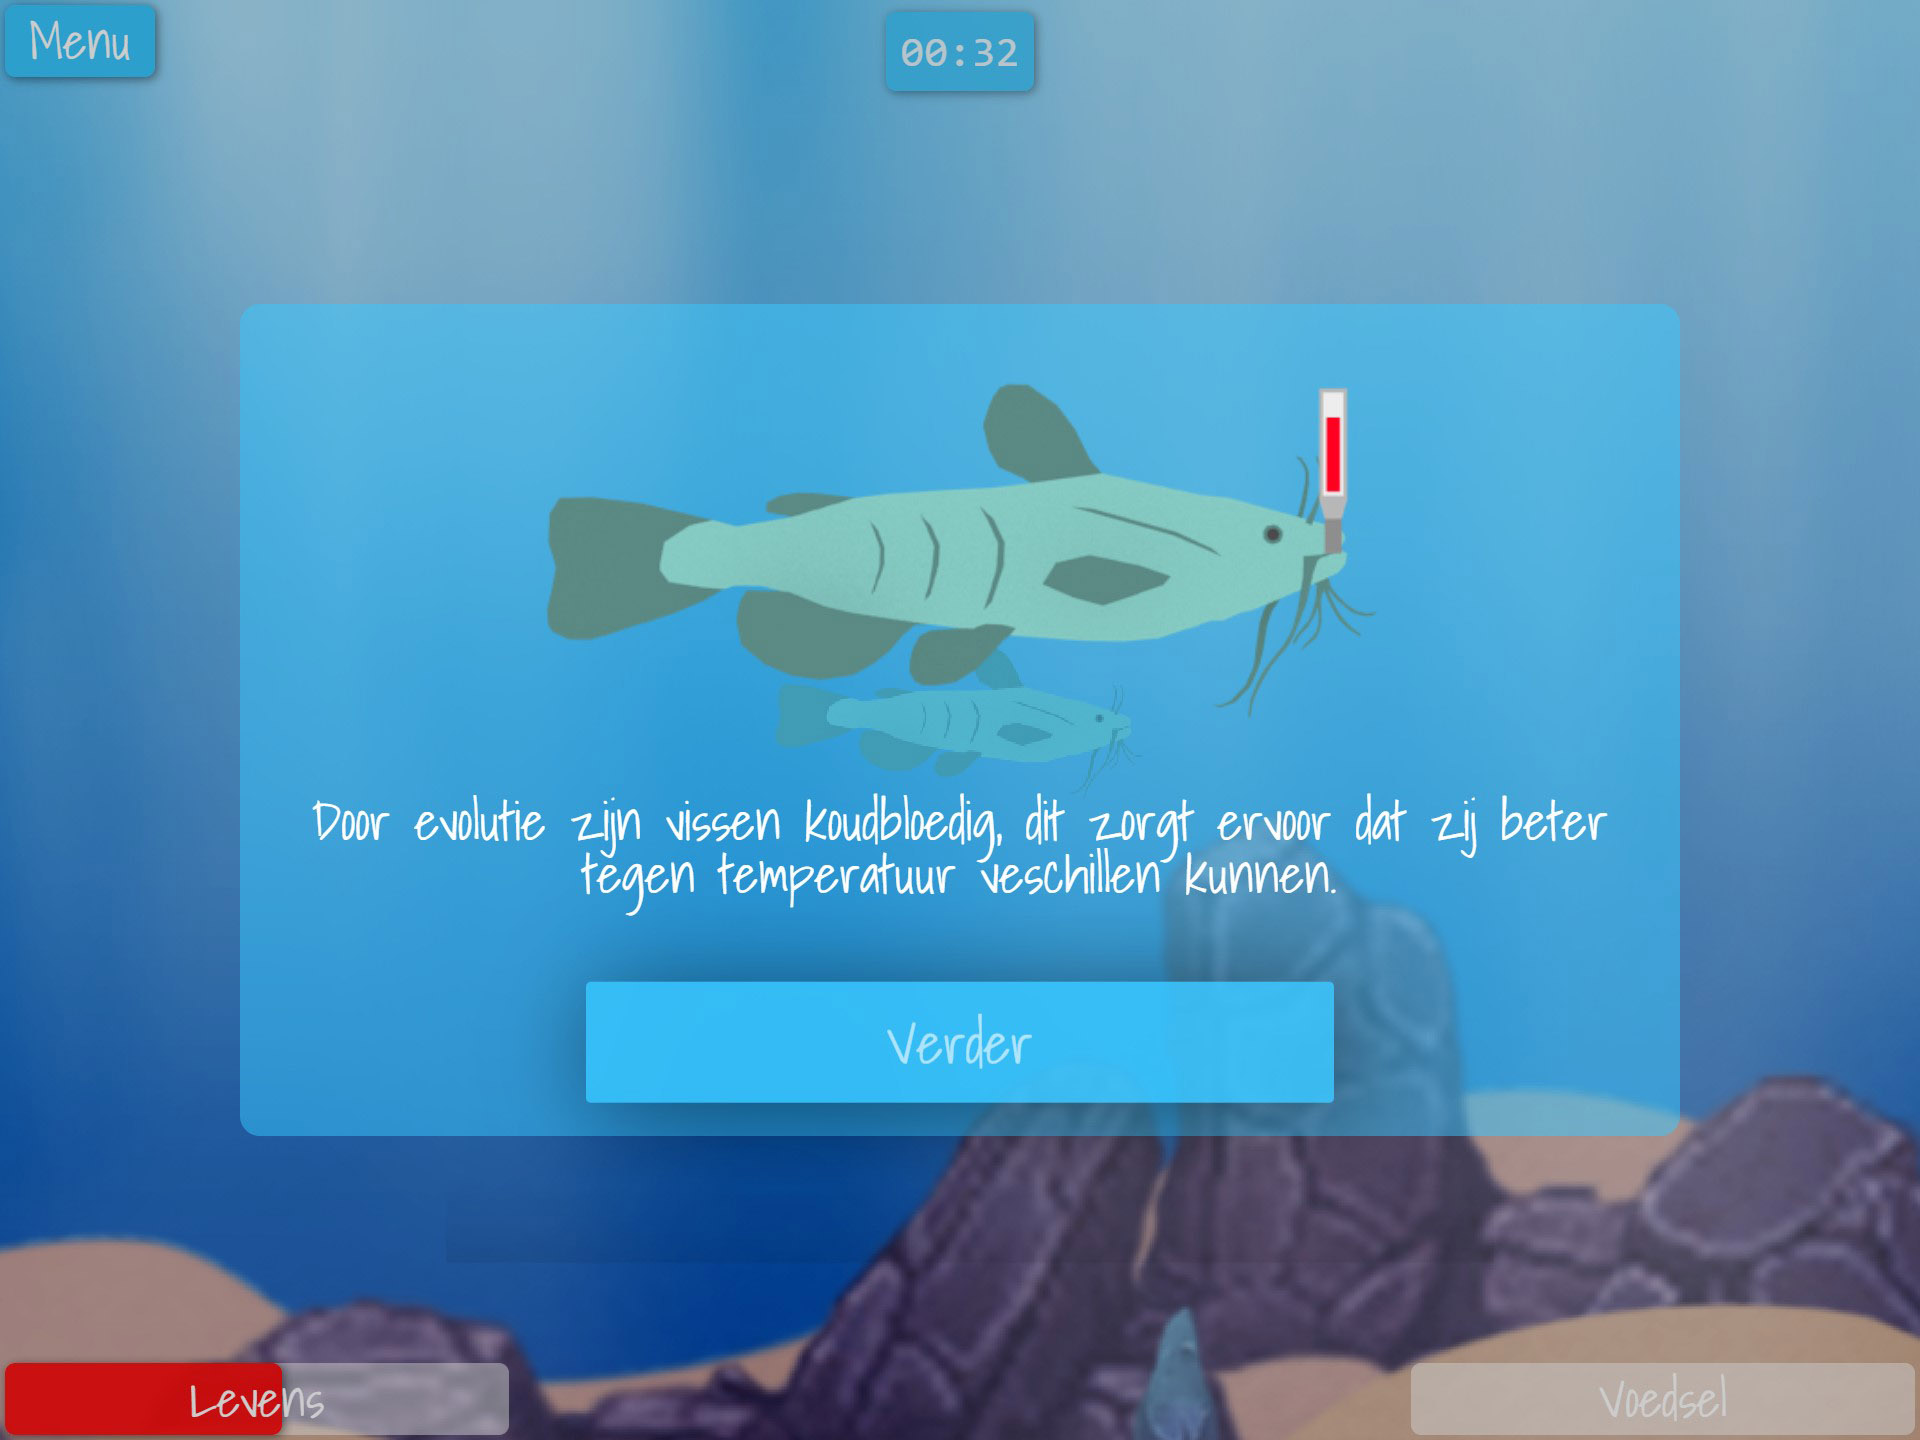 Menu
00:32
Door evolutie zijn vissen koudbloedig, dit zorgt ervoor dat zij beter
tegen temperatuur veschillen kunnen.
Verder
Levens
Voedsel